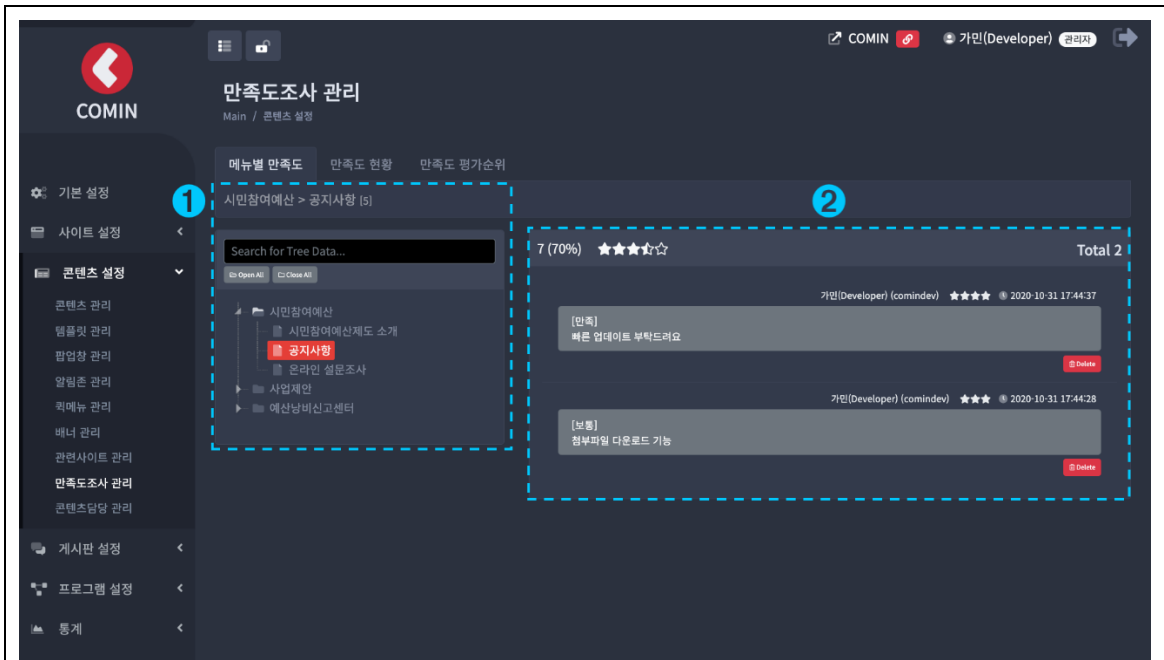 COMIN
가민(Developer) 관리자
COMIN
만족도조사 관리
Main / 콘텐츠 설정
메뉴별 만족도 만족도 현황 만족도 평가순위
기본 설정
사이트 설정
콘텐츠 설정
콘텐츠 관리
템플릿 관리
팝업창 관리
알림존 관리
퀵메뉴 관리
배너 관리
관련사이트 관리
만족도조사 관리
콘텐츠담당 관리
게시판 설정
프로그램 설정
통계
1
시민참여예산 > 공지사항 [5]
Search for Tree Data...
Open All Close All
시민참여예산
시민참여예산제도 소개
공지사항
온라인 설문조사
사업제안
예산낭비신고센터
2
7 (70%) ★★★☆ Total 2
가민(Developer) (comindev) ★★★★ 2020-10-31 17:44:37
[만족]
빠른 업데이트 부탁드려요
Delete
가민(Developer) (comindev) ★★★ 2020-10-31 17:44:28
[보통]
첨부파일 다운로드 기능
Delete